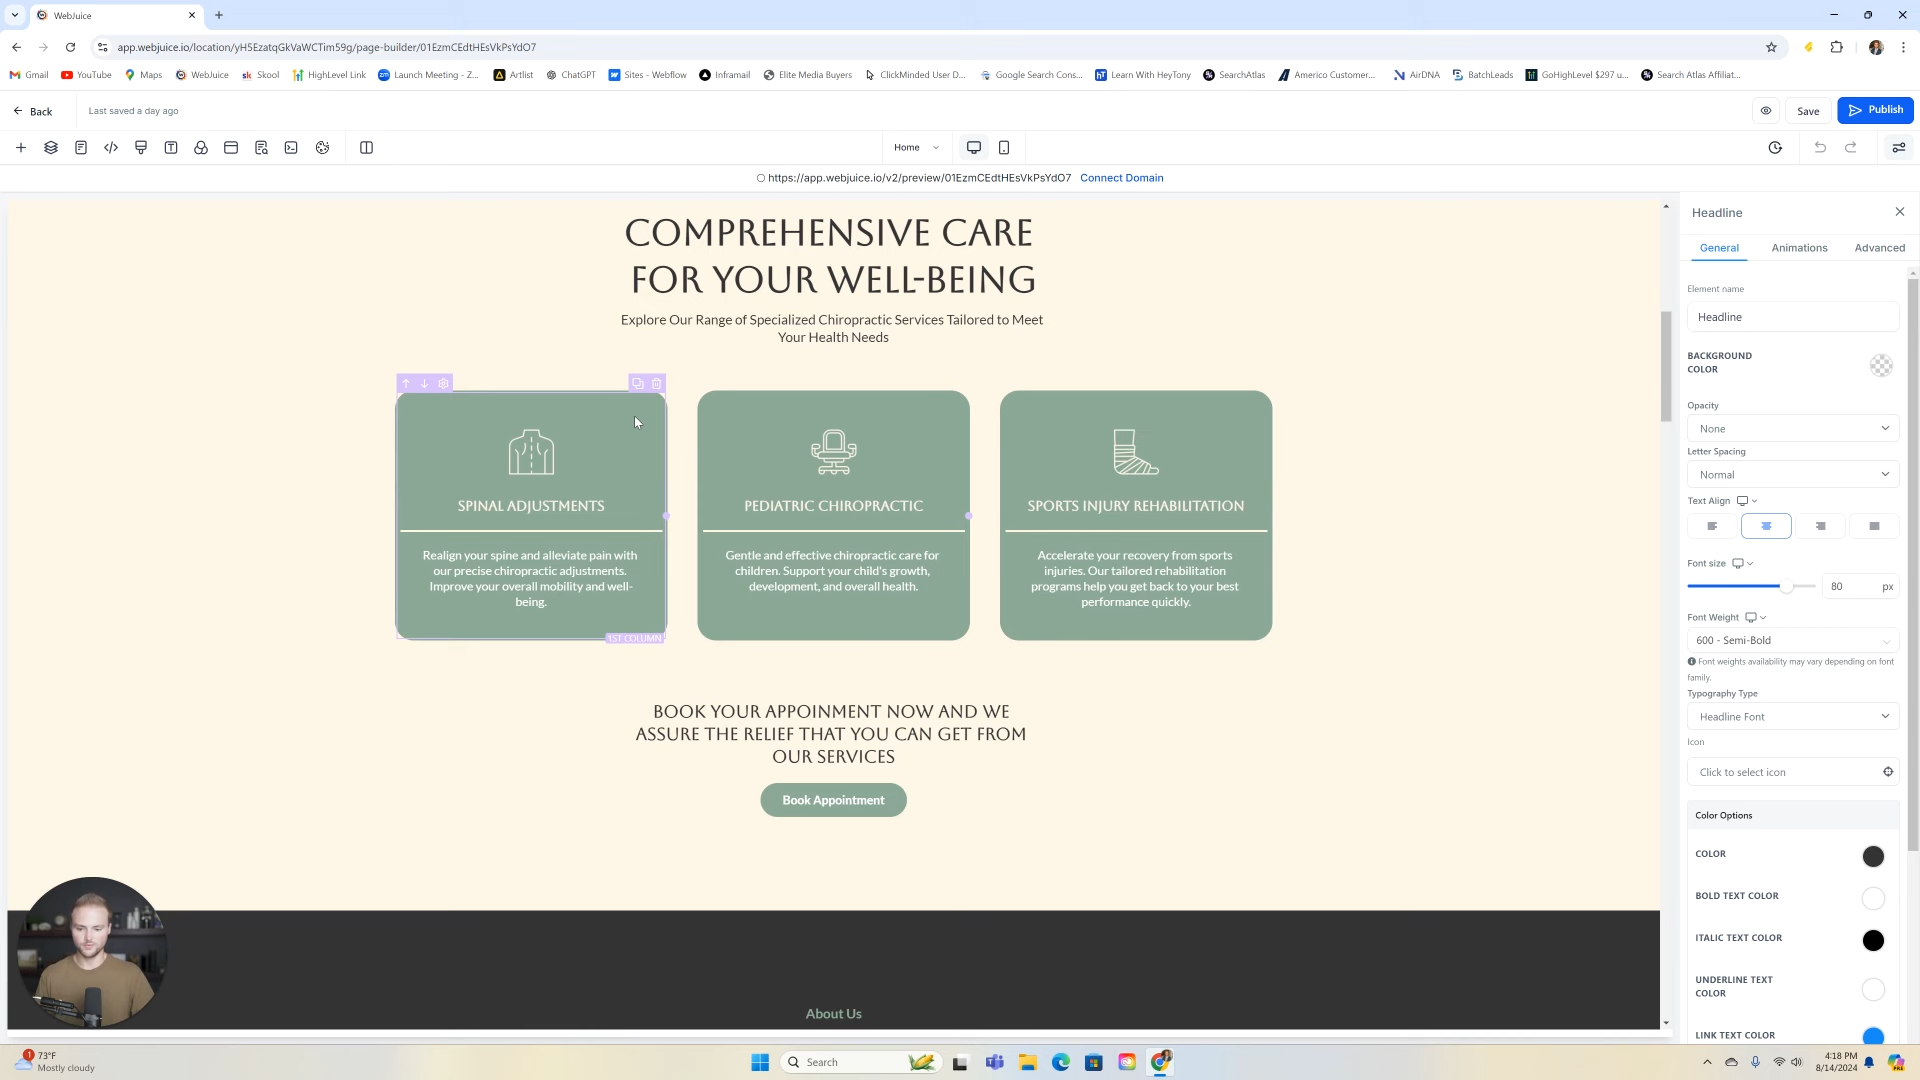 WebJuice
app.webjuice.io/location/yH5EzatqGkVaWCTim59g/page-builder/01EzmCEdtHEsVkPsYdO7
Gmail YouTube Maps WebJuice Skool HighLevel Link Launch Meeting - Z... Artlist ChatGPT Sites - Webflow Inframail Elite Media Buyers ClickMinded User D... Google Search Cons... Learn With HeyTony SearchAtlas Americo Customer... AirDNA BatchLeads GoHighLevel $297 u... Search Atlas Affiliat...
Back Last saved a day ago Save Publish
Home
https://app.webjuice.io/v2/preview/01EzmCEdtHEsVkPsYdO7 Connect Domain
COMPREHENSIVE CARE
FOR YOUR WELL-BEING
Explore Our Range of Specialized Chiropractic Services Tailored to Meet
Your Health Needs
SPINAL ADJUSTMENTS
Realign your spine and alleviate pain with
our precise chiropractic adjustments.
Improve your overall mobility and well-
being.
1ST COLUMN
PEDIATRIC CHIROPRACTIC
Gentle and effective chiropractic care for
children. Support your child's growth,
development, and overall health.
SPORTS INJURY REHABILITATION
Accelerate your recovery from sports
injuries. Our tailored rehabilitation
programs help you get back to your best
performance quickly.
BOOK YOUR APPOINMENT NOW AND WE
ASSURE THE RELIEF THAT YOU CAN GET FROM
OUR SERVICES
Book Appointment
About Us
Headline
General Animations Advanced
Element name
Headline
BACKGROUND
COLOR
Opacity
None
Letter Spacing
Normal
Text Align
Font size
80 px
Font Weight
600 - Semi-Bold
Font weights availability may vary depending on font
family.
Typography Type
Headline Font
Icon
Click to select icon
Color Options
COLOR
BOLD TEXT COLOR
ITALIC TEXT COLOR
UNDERLINE TEXT
COLOR
LINK TEXT COLOR
1
73°F
Mostly cloudy
Search
4:18 PM
8/14/2024
PRE